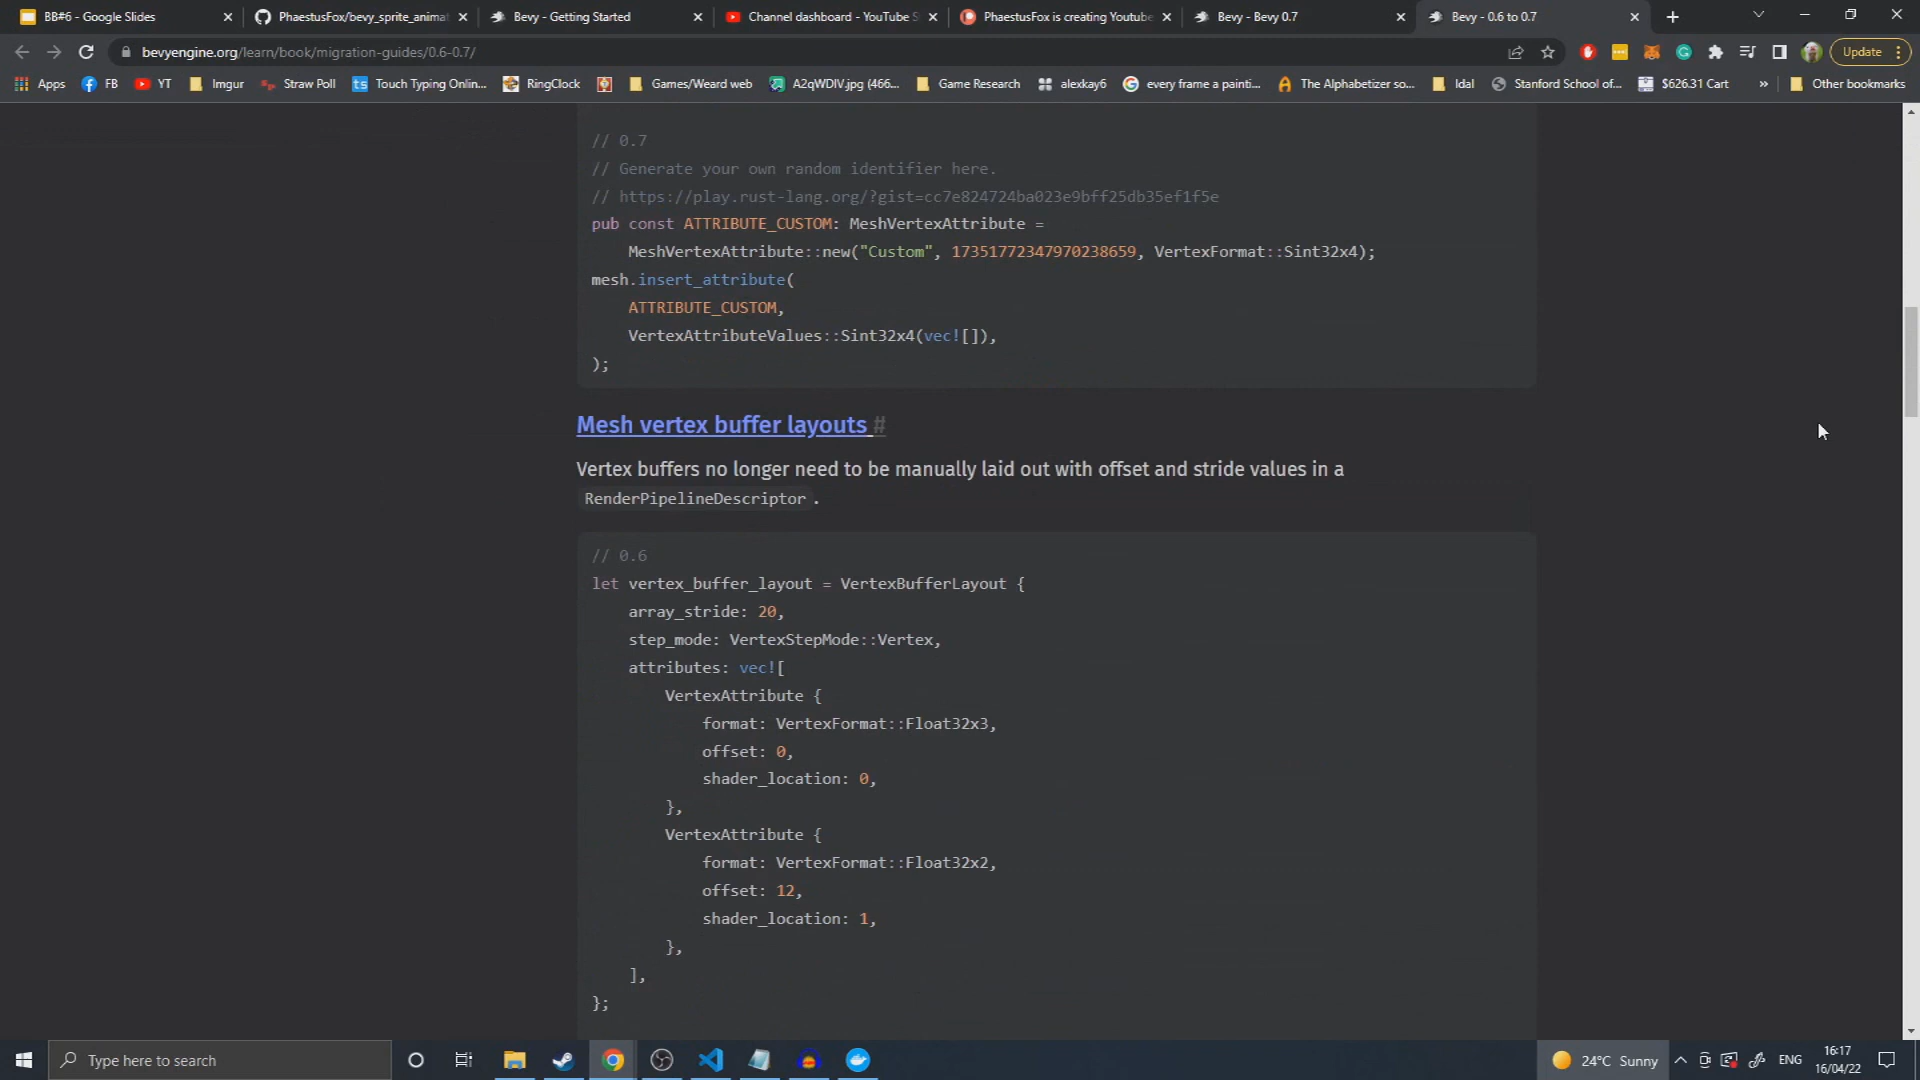 BB#6 - Google Slides
PhaestusFox/bevy_sprite_animat
Bevy - Getting Started
Channel dashboard - YouTube S
PhaestusFox is creating Youtube
Bevy - Bevy 0.7
Bevy - 0.6 to 0.7
bevyengine.org/learn/book/migration-guides/0.6-0.7/
Update
Apps
FB
YT
Imgur
Straw Poll
Touch Typing Onlin...
RingClock
Games/Weard web
A2qWDIV.jpg (466...
Game Research
alexkay6
every frame a painti...
The Alphabetizer so...
Idal
Stanford School of...
$626.31 Cart
»
Other bookmarks
// 0.7
// Generate your own random identifier here.
// https://play.rust-lang.org/?gist=cc7e824724ba023e9bff25db35ef1f5e
pub const ATTRIBUTE_CUSTOM: MeshVertexAttribute =
MeshVertexAttribute::new("Custom", 17351772347970238659, VertexFormat::Sint32x4);
mesh.insert_attribute(
ATTRIBUTE_CUSTOM,
VertexAttributeValues::Sint32x4(vec![]),
);
Mesh vertex buffer layouts #
Vertex buffers no longer need to be manually laid out with offset and stride values in a
RenderPipelineDescriptor .
// 0.6
let vertex_buffer_layout = VertexBufferLayout {
array_stride: 20,
step_mode: VertexStepMode::Vertex,
attributes: vec![
VertexAttribute {
format: VertexFormat::Float32x3,
offset: 0,
shader_location: 0,
},
VertexAttribute {
format: VertexFormat::Float32x2,
offset: 12,
shader_location: 1,
},
],
};
Type here to search
24°C Sunny
ENG
16:17
16/04/22